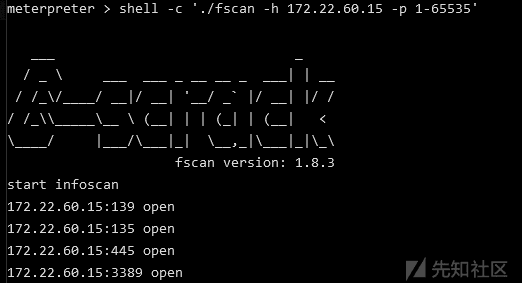 meterpreter > shell -c './fscan -h 172.22.60.15 -p 1-65535'
   ___                              _
  / _ \     ___  ___ _ __ __ _  ___| | __
 / /_\/____/ __|/ __| '__/ _` |/ __| |/ /
/ /_\\_____\__ \ (__| | | (_| | (__|   <
\____/     |___/\___|_|  \__,_|\___|_|\_\
                     fscan version: 1.8.3
start infoscan
172.22.60.15:139 open
172.22.60.15:135 open
172.22.60.15:445 open
172.22.60.15:3389 open
先知社区